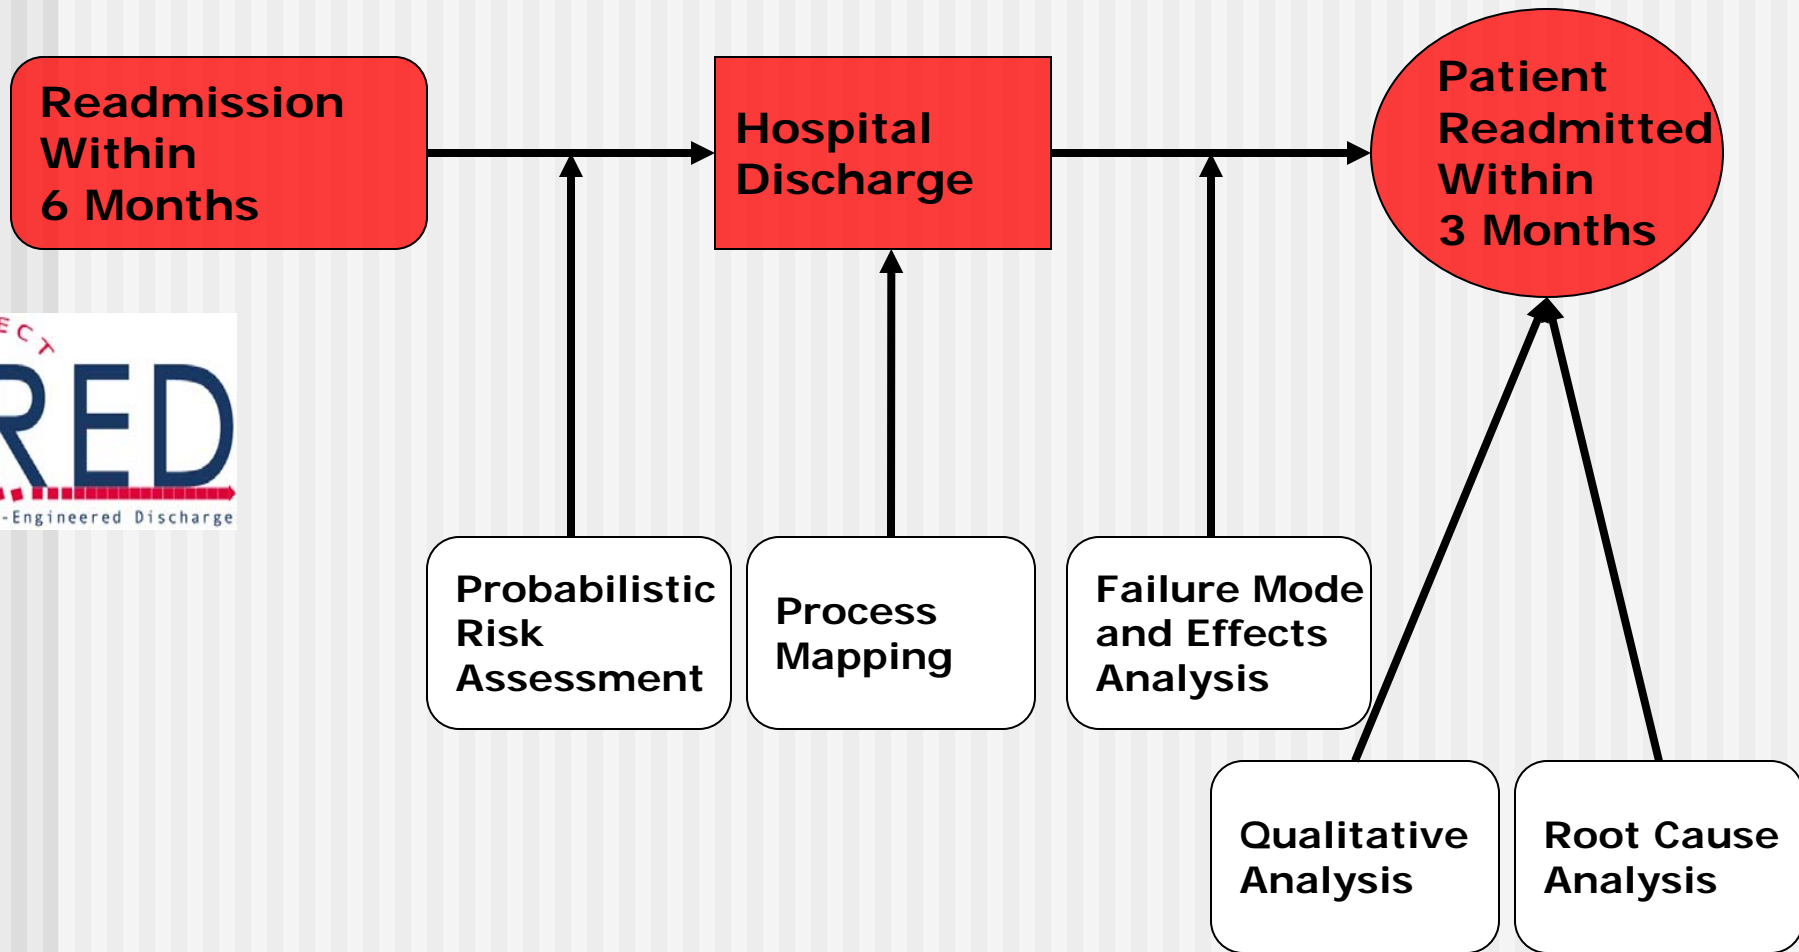 Readmission
Within
6 Months
Hospital
Discharge
Patient
Readmitted
Within
3 Months
RED
-Engineered Discharge
Probabilistic
Risk
Assessment
Process
Mapping
Failure Mode
and Effects
Analysis
Qualitative
Analysis
Root Cause
Analysis